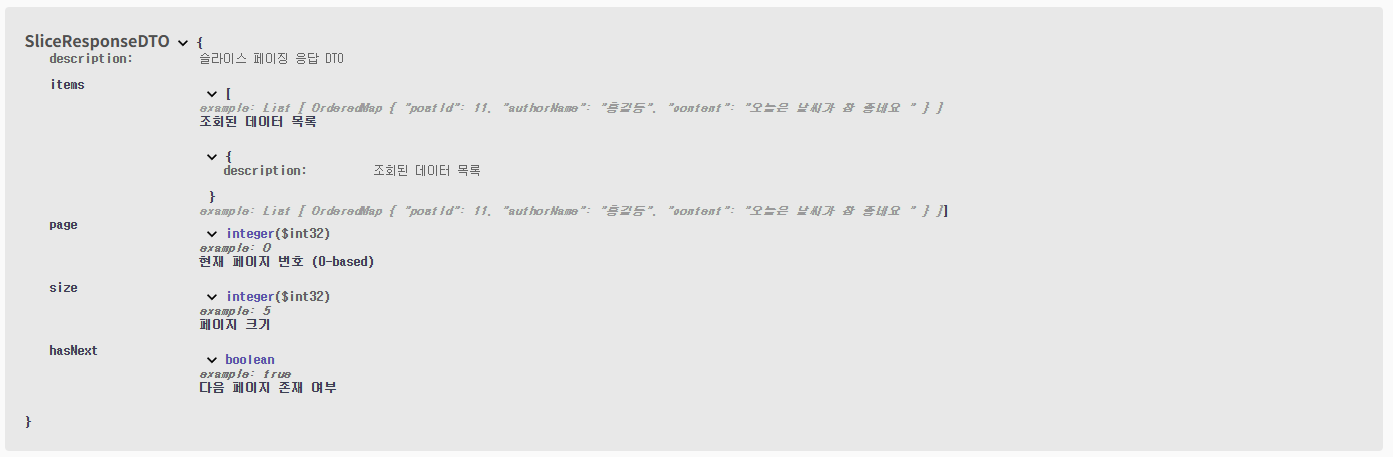 SliceResponseDTO {
description: 슬라이스 페이징 응답 DTO
items
[
example: List [ OrderedMap { "postId": 11, "authorName": "홍길동", "content": "오늘은 날씨가 참 좋네요 " } ]
조회된 데이터 목록
{
description: 조회된 데이터 목록
}
example: List [ OrderedMap { "postId": 11, "authorName": "홍길동", "content": "오늘은 날씨가 참 좋네요 " } ]]
page
integer($int32)
example: 0
현재 페이지 번호 (0-based)
size
integer($int32)
example: 5
페이지 크기
hasNext
boolean
example: true
다음 페이지 존재 여부
}